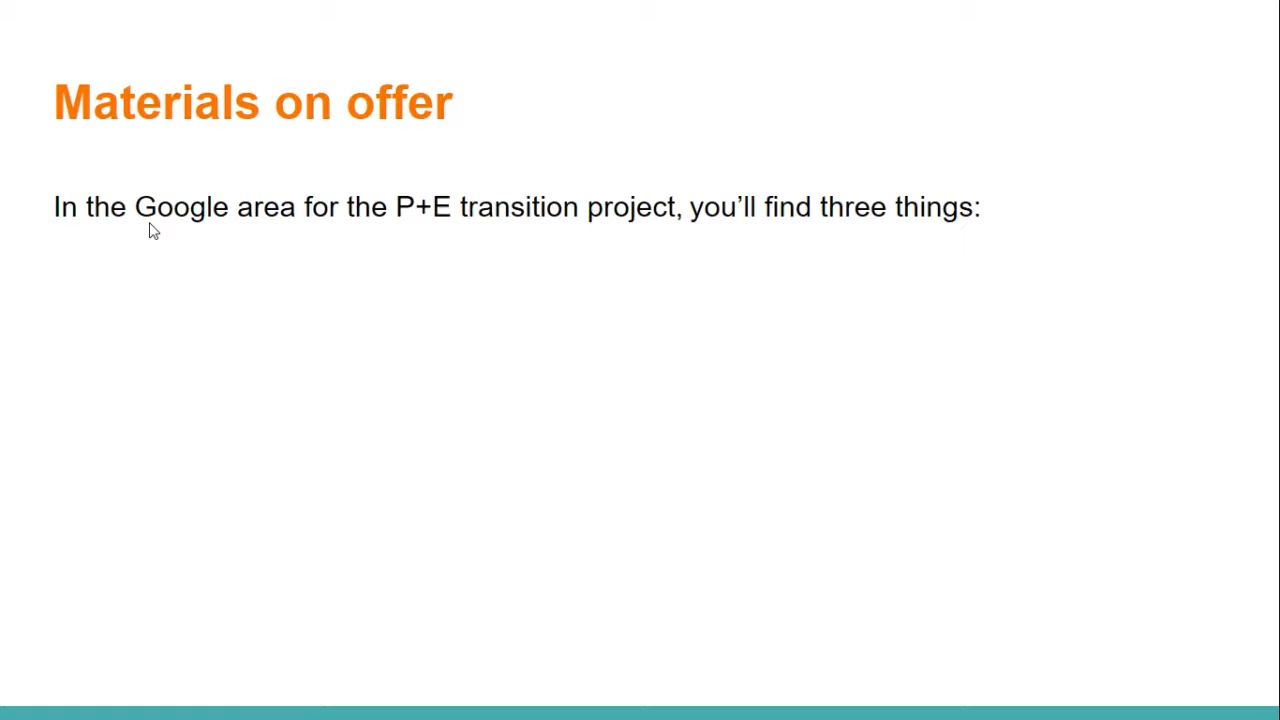 Materials on offer
In the Google area for the P+E transition project, you’ll find three things: